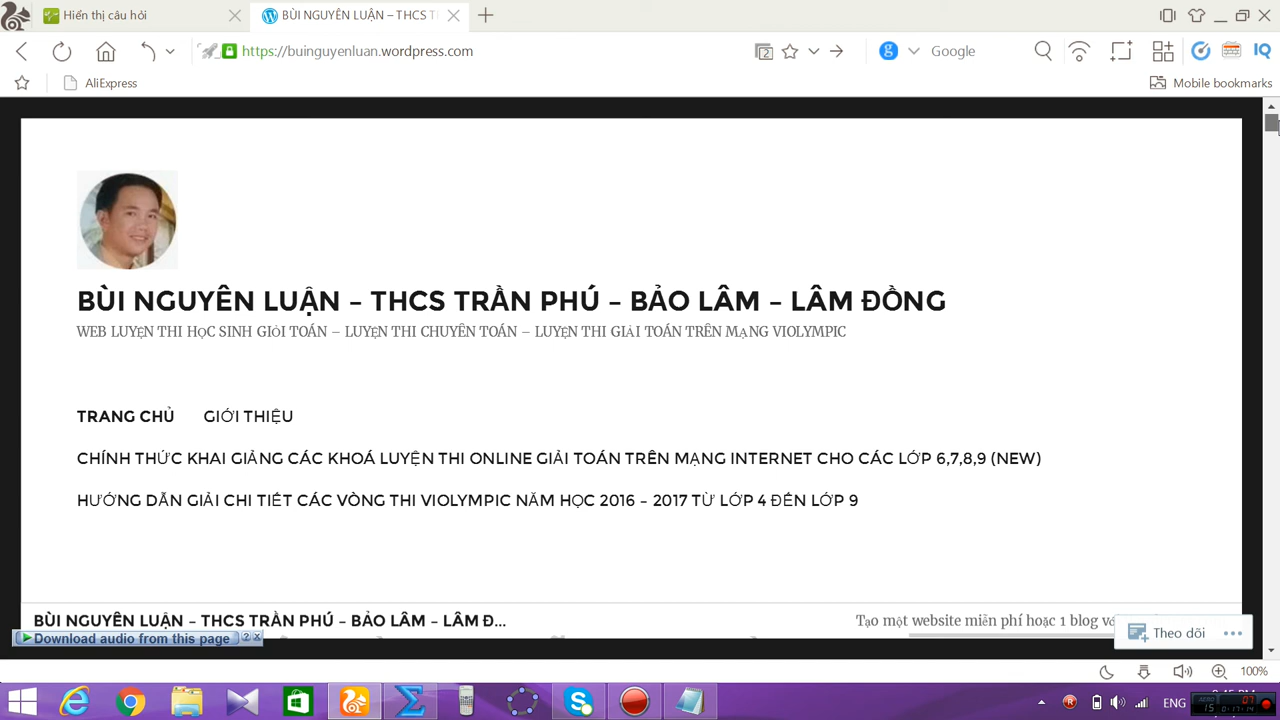 Hiển thị câu hỏi
BÙI NGUYÊN LUẬN – THCS T
https://buinguyenluan.wordpress.com
2
g
Google
IQ
AliExpress
Mobile bookmarks
BÙI NGUYÊN LUẬN – THCS TRẦN PHÚ – BẢO LÂM – LÂM ĐỒNG
WEB LUYỆN THI HỌC SINH GIỎI TOÁN – LUYỆN THI CHUYÊN TOÁN – LUYỆN THI GIẢI TOÁN TRÊN MẠNG VIOLYMPIC
TRANG CHỦ GIỚI THIỆU
CHÍNH THỨC KHAI GIẢNG CÁC KHOÁ LUYỆN THI ONLINE GIẢI TOÁN TRÊN MẠNG INTERNET CHO CÁC LỚP 6,7,8,9 (NEW)
HƯỚNG DẪN GIẢI CHI TIẾT CÁC VÒNG THI VIOLYMPIC NĂM HỌC 2016 – 2017 TỪ LỚP 4 ĐẾN LỚP 9
BÙI NGUYÊN LUẬN – THCS TRẦN PHÚ – BẢO LÂM – LÂM Đ...
Tạo một website miễn phí hoặc 1 blog
Theo dõi
Download audio from this page
100%
ENG